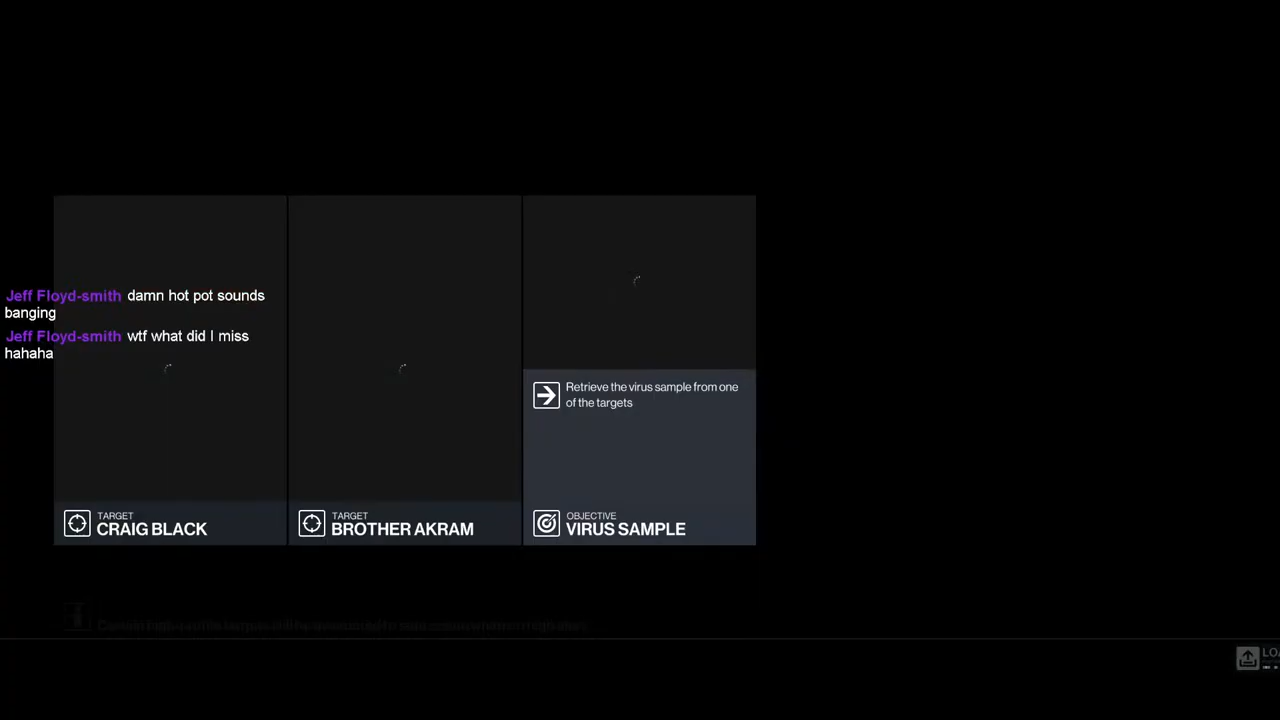 Jeff Floyd-smith damn hot pot sounds
banging
Jeff Floyd-smith wtf what did I miss
hahaha
Retrieve the virus sample from one
of the targets
TARGET
CRAIG BLACK
TARGET
BROTHER AKRAM
OBJECTIVE
VIRUS SAMPLE